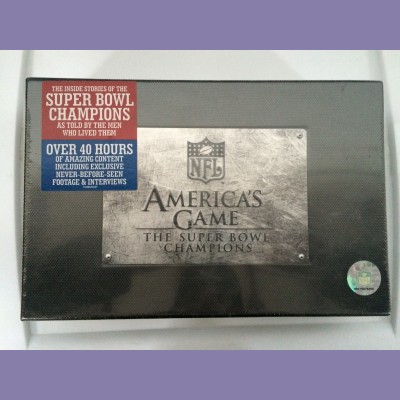 THE INSIDE STORIES OF THE
SUPER BOWL
CHAMPIONS
AS TOLD BY THE MEN
WHO LIVED THEM
OVER 40 HOURS
OF AMAZING CONTENT
INCLUDING EXCLUSIVE
NEVER-BEFORE-SEEN
FOOTAGE & INTERVIEWS
NFL
AMERICA'S
GAME
THE SUPER BOWL
CHAMPIONS